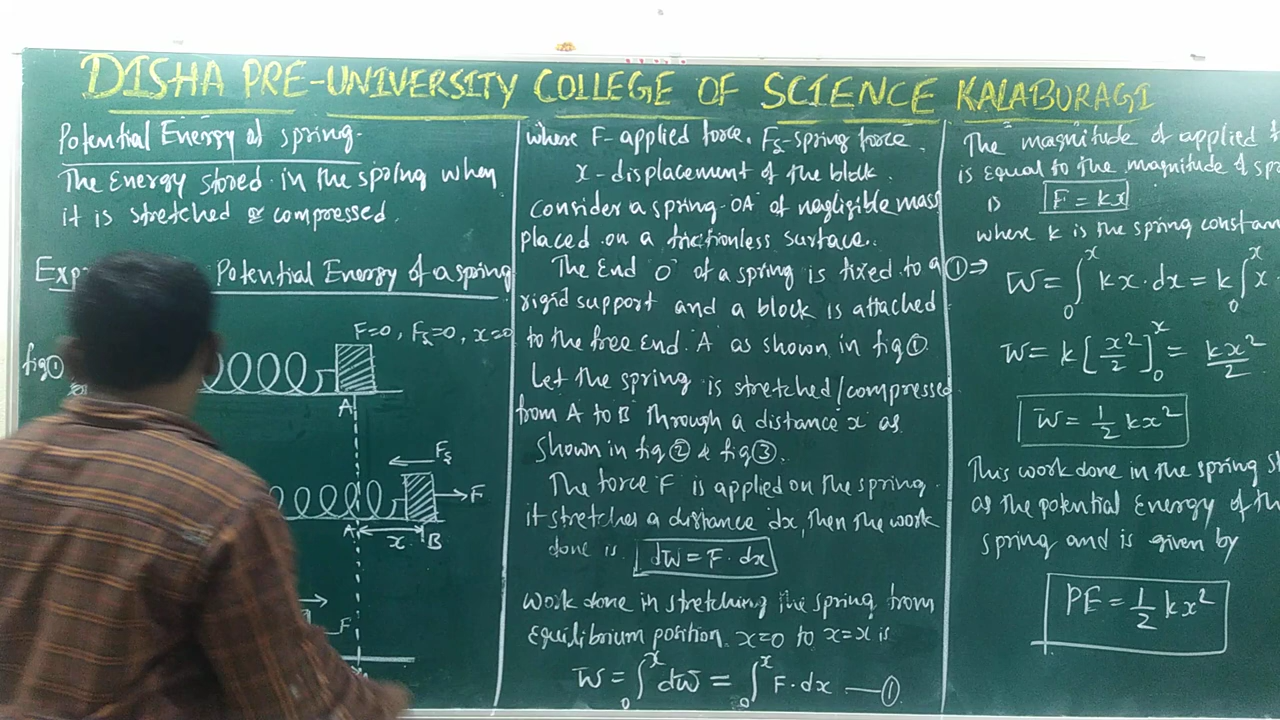 DISHA PRE-UNIVERSITY COLLEGE OF SCIENCE KALABURAGI
Potential Energy of spring.
The Energy stored in the spring when
it is stretched or compressed.
Potential Energy of a spring
F=0, Fs=0, x=0
fig ①
A
Fs
F
A x B
F
where F-applied force. Fs-spring force.
x - displacement of the block.
Consider a spring OA of negligible mass
placed on a frictionless surface.
The End 'O' of a spring is fixed to a
rigid support and a block is attached
to the free end 'A' as shown in fig ①
Let the spring is stretched/compressed
from A to B through a distance 'x' as
shown in fig ② & fig ③.
The force 'F' is applied on the spring
it stretches a distance dx, then the work
done is dW = F. dx
Work done in stretching the spring from
Equilibrium position x=0 to x=x is
W = ∫₀ˣ dW = ∫₀ˣ F. dx — ①
The magnitude of applied
is equal to the magnitude of
is F = kx
where k is the spring
① ⇒ W = ∫₀ˣ kx. dx = k ∫₀ˣ x
W = k [x²/2]₀ˣ = kx²/2
W = 1/2 kx²
This work done in the spring
as the potential Energy of
spring and is given by
PE = 1/2 kx²